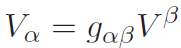 V_α = g_{αβ} V^β